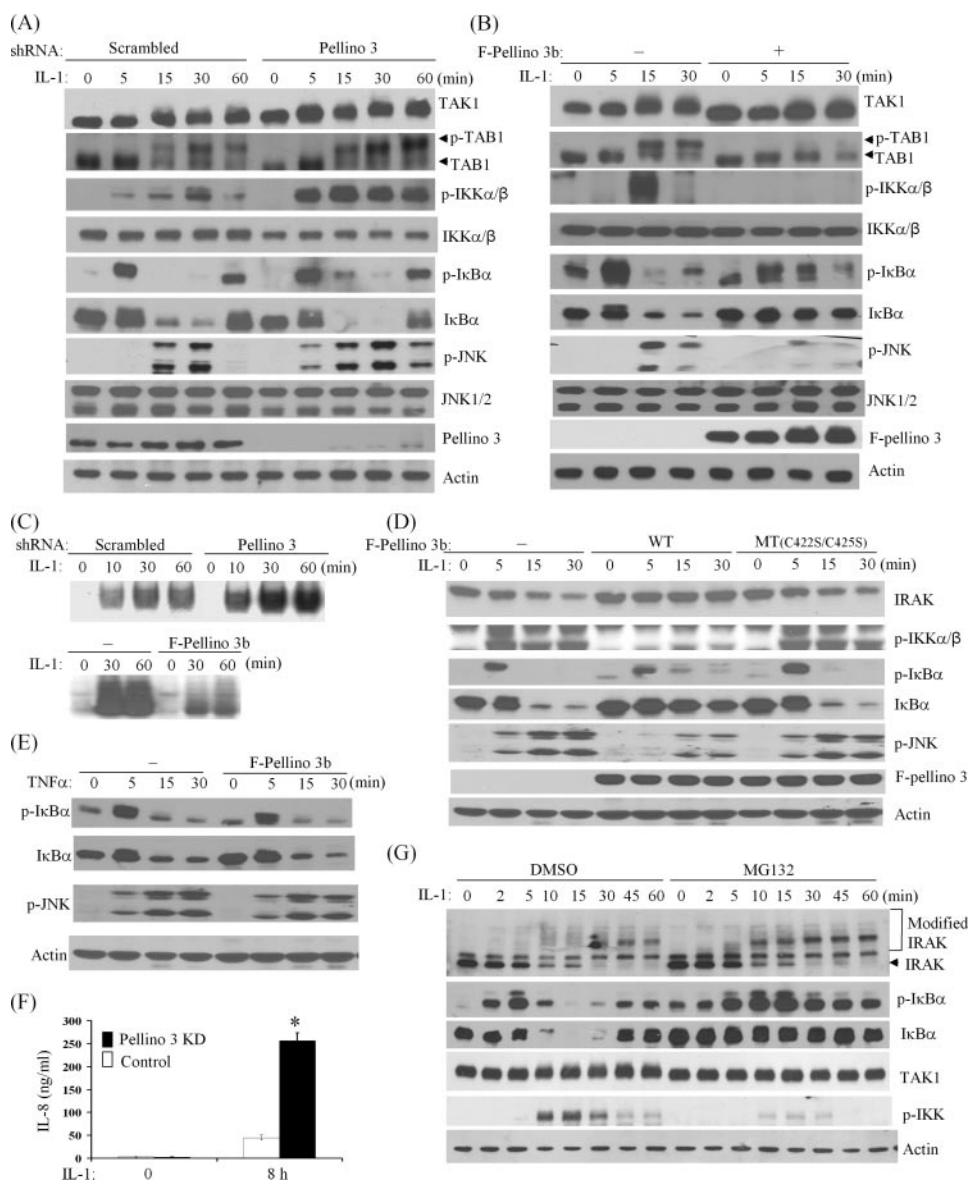 (A)
shRNA: Scrambled Pellino 3
IL-1: 0 5 15 30 60 0 5 15 30 60 (min)
TAK1
p-TAB1
TAB1
p-IKKα/β
IKKα/β
p-IκBα
IκBα
p-JNK
JNK1/2
Pellino 3
Actin
(B)
F-Pellino 3b: − +
IL-1: 0 5 15 30 0 5 15 30 (min)
TAK1
p-TAB1
TAB1
p-IKKα/β
IKKα/β
p-IκBα
IκBα
p-JNK
JNK1/2
F-pellino 3
Actin
(C)
shRNA: Scrambled Pellino 3
IL-1: 0 10 30 60 0 10 30 60 (min)
− F-Pellino 3b
IL-1: 0 30 60 0 30 60 (min)
(D)
F-Pellino 3b: − WT MT(C422S/C425S)
IL-1: 0 5 15 30 0 5 15 30 0 5 15 30 (min)
IRAK
p-IKKα/β
p-IκBα
IκBα
p-JNK
F-pellino 3
Actin
(E)
− F-Pellino 3b
TNFα: 0 5 15 30 0 5 15 30 (min)
p-IκBα
IκBα
p-JNK
Actin
(F)
IL-8 (ng/ml)
300
250
200
150
100
50
0
Pellino 3 KD
Control
*
IL-1: 0 8 h
(G)
DMSO MG132
IL-1: 0 2 5 10 15 30 45 60 0 2 5 10 15 30 45 60 (min)
Modified
IRAK
IRAK
p-IκBα
IκBα
TAK1
p-IKK
Actin